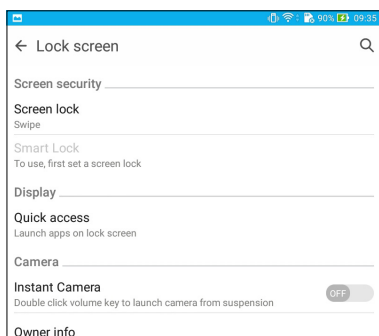 90% 09:35
Lock screen
Screen security
Screen lock
Swipe
Smart Lock
To use, first set a screen lock
Display
Quick access
Launch apps on lock screen
Camera
Instant Camera
OFF
Double click volume key to launch camera from suspension
Owner info